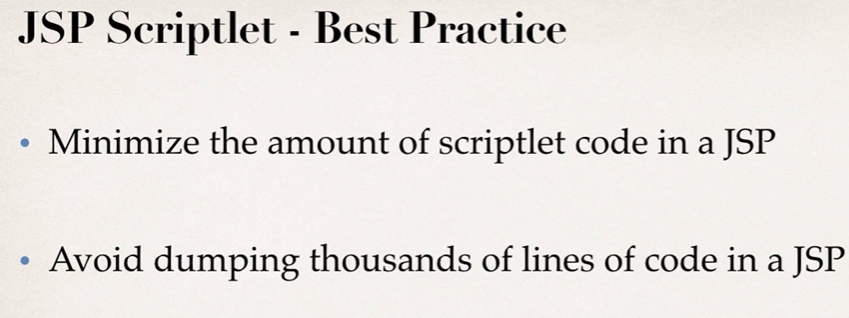 JSP Scriptlet - Best Practice
• Minimize the amount of scriptlet code in a JSP
• Avoid dumping thousands of lines of code in a JSP